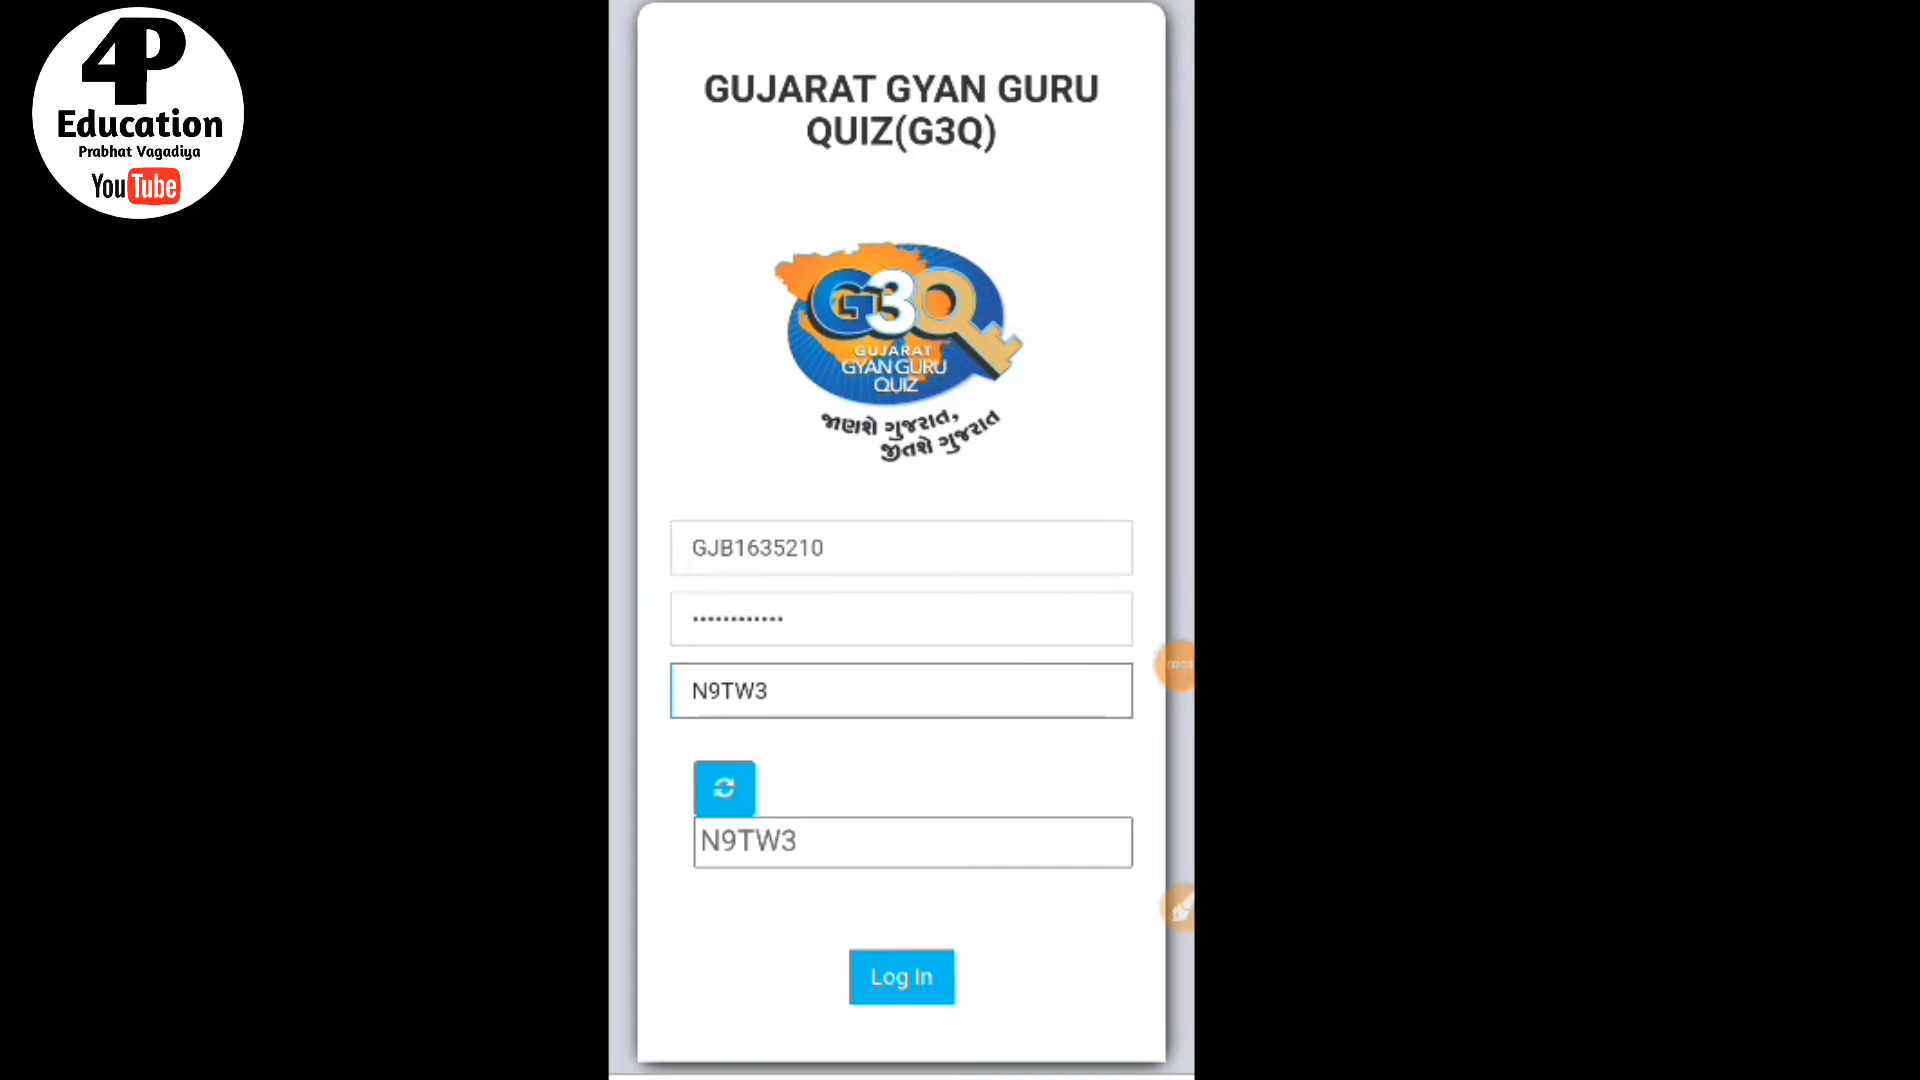 4P
Education
Prabhat Vagadiya
YouTube
GUJARAT GYAN GURU
QUIZ(G3Q)
G3Q
GUJARAT
GYAN GURU
QUIZ
જાણશે ગુજરાત,
જીતશે ગુજરાત
GJB1635210
••••••••••••
N9TW3
N9TW3
Log In